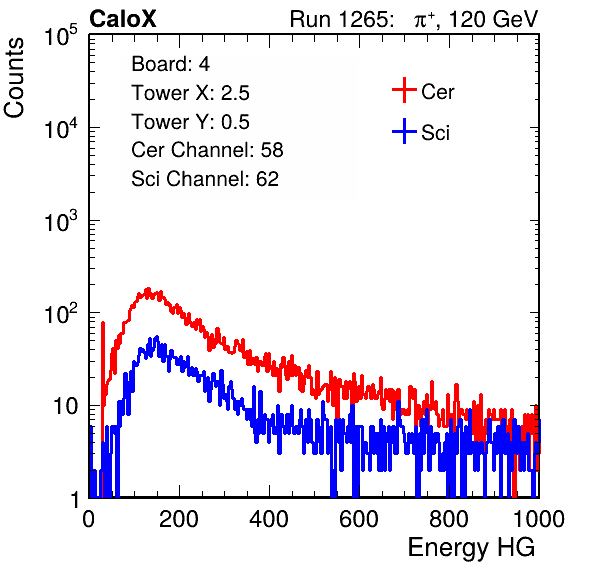 CaloX Run 1265: π⁺, 120 GeV
Counts
10⁵
10⁴
10³
10²
10
1
Board: 4
Tower X: 2.5
Tower Y: 0.5
Cer Channel: 58
Sci Channel: 62
Cer
Sci
0 200 400 600 800 1000
Energy HG